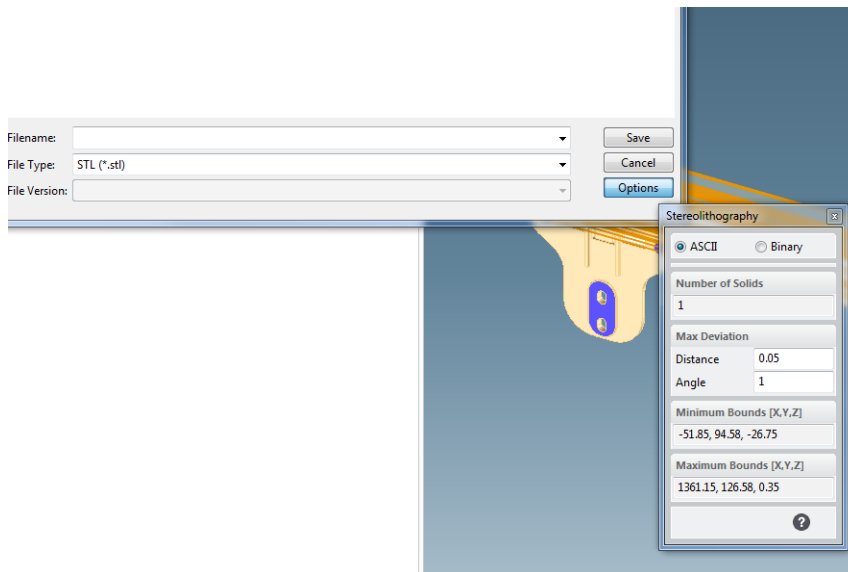 Filename:
Save
File Type: STL (*.stl)
Cancel
File Version:
Options
Stereolithography
ASCII Binary
Number of Solids
1
Max Deviation
Distance 0.05
Angle 1
Minimum Bounds [X,Y,Z]
-51.85, 94.58, -26.75
Maximum Bounds [X,Y,Z]
1361.15, 126.58, 0.35
?